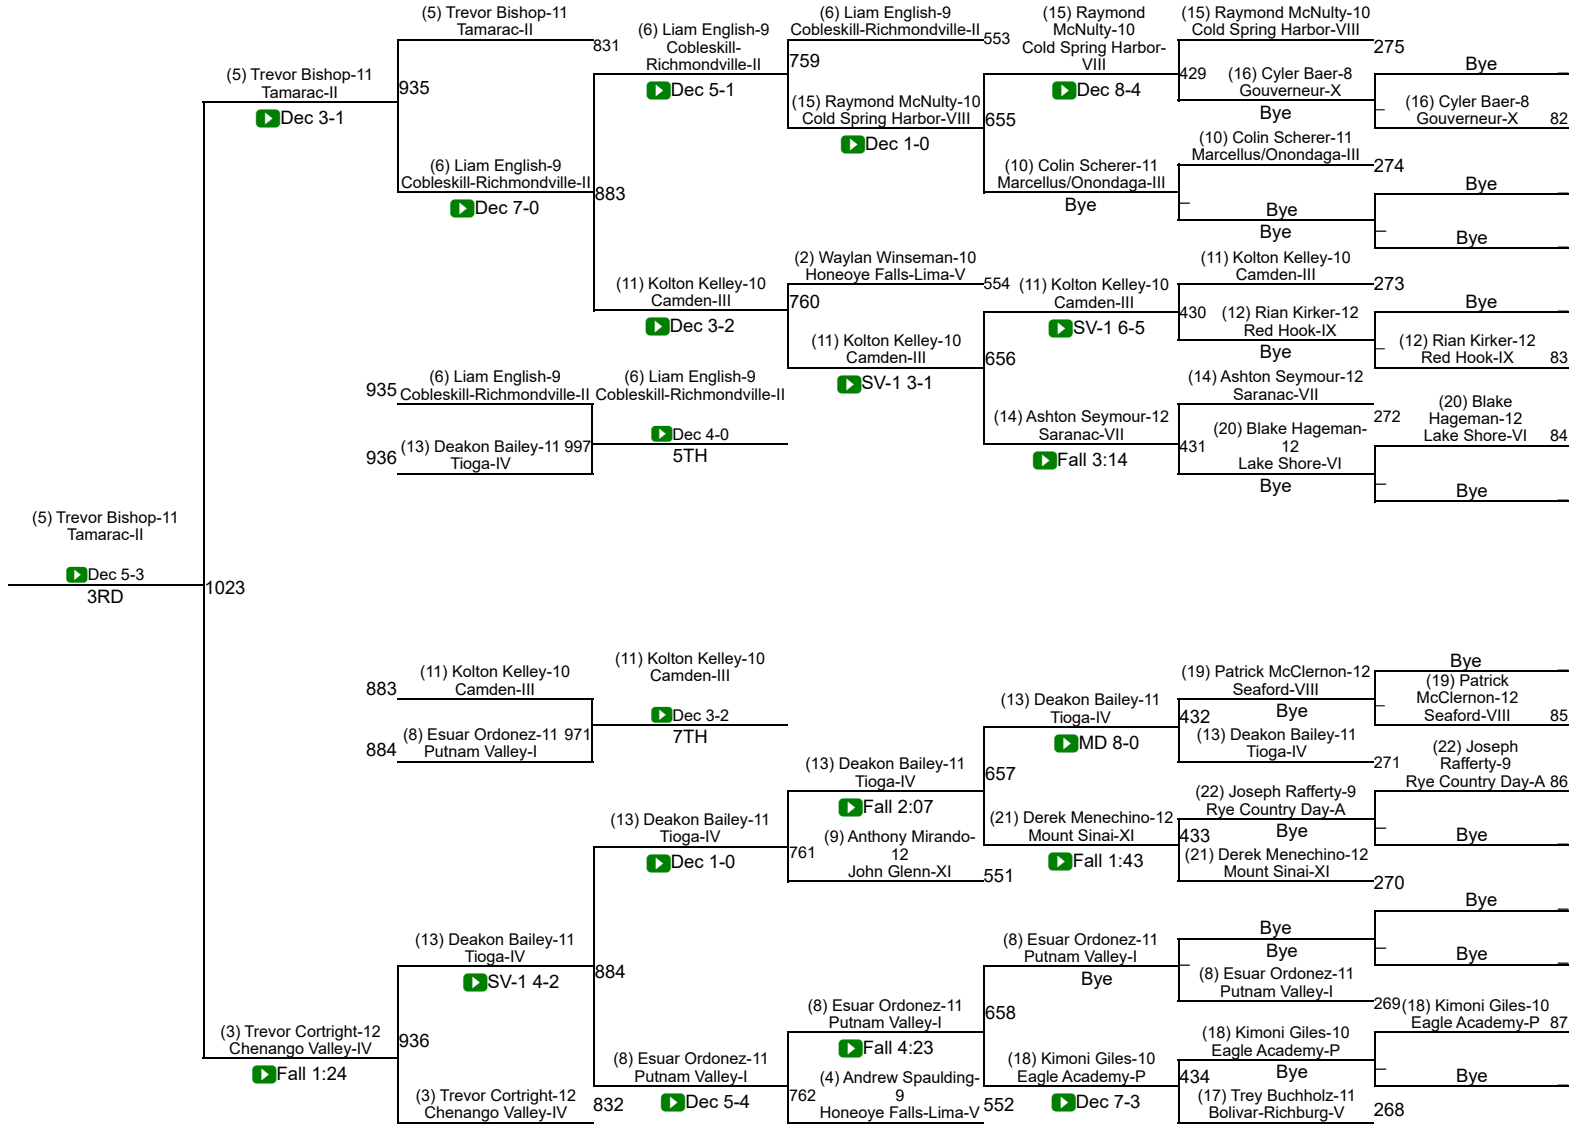 (5) Trevor Bishop-11
Tamarac-II
Dec 5-3
3RD
1023
(5) Trevor Bishop-11
Tamarac-II
Dec 3-1
935
(3) Trevor Cortright-12
Chenango Valley-IV
Fall 1:24
936
(5) Trevor Bishop-11
Tamarac-II
831
(6) Liam English-9
Cobleskill-Richmondville-II
Dec 7-0
883
935
(6) Liam English-9
Cobleskill-Richmondville-II
936
(13) Deakon Bailey-11 997
Tioga-IV
(6) Liam English-9
Cobleskill-Richmondville-II
Dec 4-0
5TH
883
(11) Kolton Kelley-10
Camden-III
884
(8) Esuar Ordonez-11 971
Putnam Valley-I
(11) Kolton Kelley-10
Camden-III
Dec 3-2
7TH
(13) Deakon Bailey-11
Tioga-IV
SV-1 4-2
884
(3) Trevor Cortright-12
Chenango Valley-IV
832
(6) Liam English-9
Cobleskill-
Richmondville-II
Dec 5-1
759
(11) Kolton Kelley-10
Camden-III
Dec 3-2
760
(13) Deakon Bailey-11
Tioga-IV
Dec 1-0
761
(8) Esuar Ordonez-11
Putnam Valley-I
Dec 5-4
762
(6) Liam English-9
Cobleskill-Richmondville-II
553
(15) Raymond McNulty-10
Cold Spring Harbor-VIII
Dec 1-0
655
(2) Waylan Winseman-10
Honeoye Falls-Lima-V
554
(11) Kolton Kelley-10
Camden-III
SV-1 3-1
656
(13) Deakon Bailey-11
Tioga-IV
Fall 2:07
657
(9) Anthony Mirando-
12
John Glenn-XI
551
(8) Esuar Ordonez-11
Putnam Valley-I
Fall 4:23
658
(4) Andrew Spaulding-
9
Honeoye Falls-Lima-V
552
(15) Raymond
McNulty-10
Cold Spring Harbor-
VIII
Dec 8-4
429
(10) Colin Scherer-11
Marcellus/Onondaga-III
Bye
(11) Kolton Kelley-10
Camden-III
SV-1 6-5
430
(14) Ashton Seymour-12
Saranac-VII
Fall 3:14
431
(13) Deakon Bailey-11
Tioga-IV
MD 8-0
432
(21) Derek Menechino-12
Mount Sinai-XI
Fall 1:43
433
(8) Esuar Ordonez-11
Putnam Valley-I
Bye
(18) Kimoni Giles-10
Eagle Academy-P
Dec 7-3
434
(15) Raymond McNulty-10
Cold Spring Harbor-VIII
275
(16) Cyler Baer-8
Gouverneur-X
Bye
(10) Colin Scherer-11
Marcellus/Onondaga-III
274
Bye
Bye
(11) Kolton Kelley-10
Camden-III
273
(12) Rian Kirker-12
Red Hook-IX
Bye
(14) Ashton Seymour-12
Saranac-VII
272
(20) Blake Hageman-
12
Lake Shore-VI
Bye
(19) Patrick McClernon-12
Seaford-VIII
Bye
(13) Deakon Bailey-11
Tioga-IV
271
(22) Joseph Rafferty-9
Rye Country Day-A
Bye
(21) Derek Menechino-12
Mount Sinai-XI
270
Bye
Bye
(8) Esuar Ordonez-11
Putnam Valley-I
269
(18) Kimoni Giles-10
Eagle Academy-P
Bye
(17) Trey Buchholz-11
Bolivar-Richburg-V
268
Bye
(16) Cyler Baer-8
Gouverneur-X 82
Bye
Bye
Bye
(12) Rian Kirker-12
Red Hook-IX 83
(20) Blake
Hageman-12
Lake Shore-VI 84
Bye
Bye
(19) Patrick
McClernon-12
Seaford-VIII 85
(22) Joseph
Rafferty-9
Rye Country Day-A 86
Bye
Bye
Bye
(18) Kimoni Giles-10
Eagle Academy-P 87
Bye